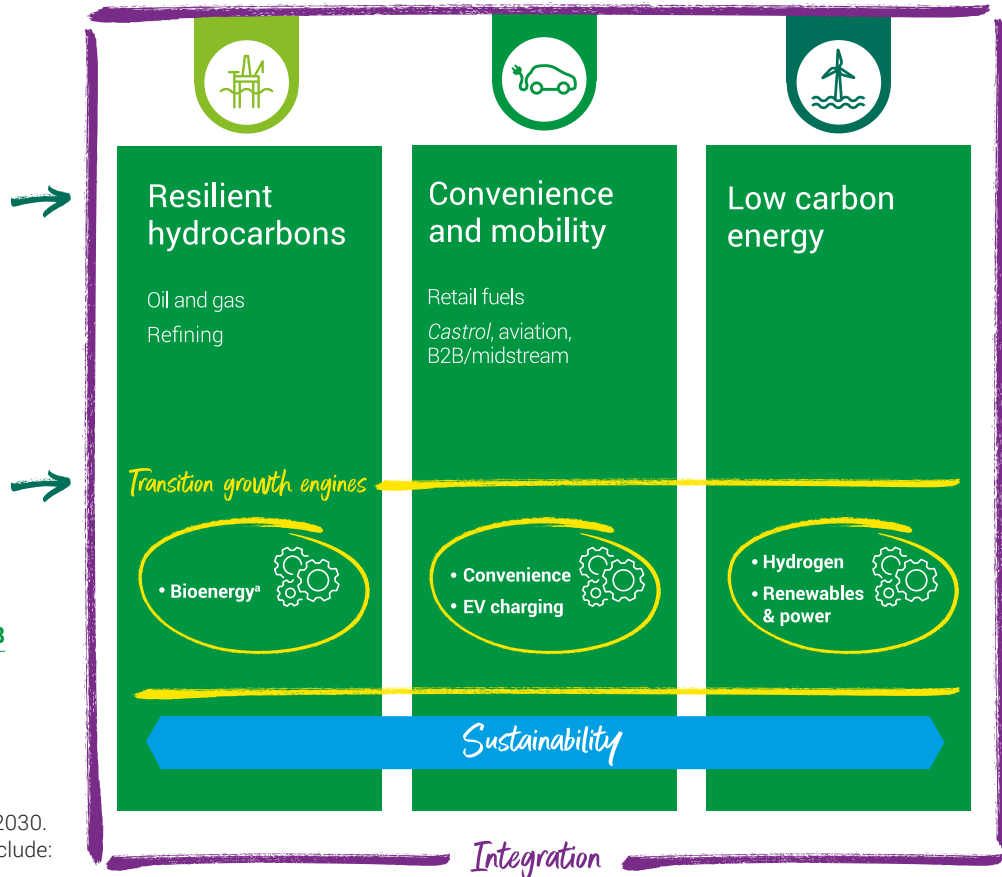 Resilient
hydrocarbons
Oil and gas
Refining
Convenience
and mobility
Retail fuels
Castrol, aviation,
B2B/midstream
Low carbon
energy
Transition growth engines
• Bioenergyᵃ
• Convenience
• EV charging
• Hydrogen
• Renewables
& power
3
Sustainability
2030.
clude:
Integration